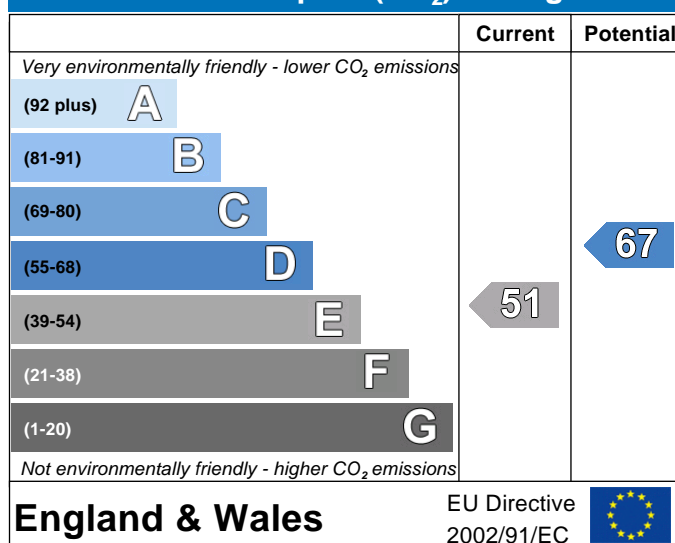 Current Potential
Very environmentally friendly - lower CO₂ emissions
(92 plus) A
(81-91) B
(69-80) C
(55-68) D
(39-54) E
(21-38) F
(1-20) G
67
51
Not environmentally friendly - higher CO₂ emissions
England & Wales
EU Directive
2002/91/EC